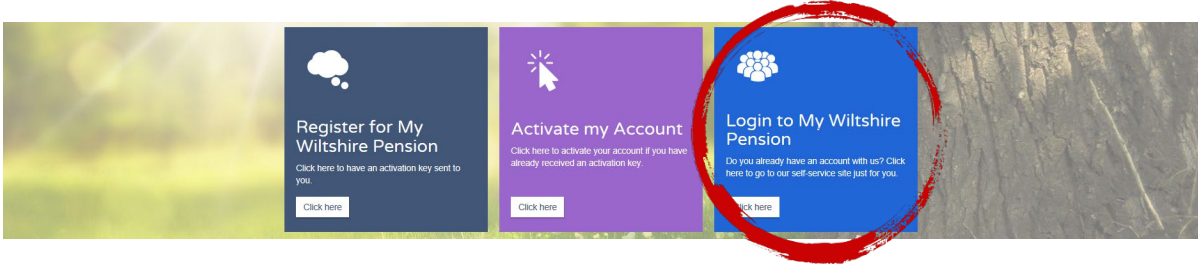 Register for My
Wiltshire Pension
Click here to have an activation key sent to
you.
Click here
Activate my Account
Click here to activate your account if you have
already received an activation key.
Click here
Login to My Wiltshire
Pension
Do you already have an account with us? Click
here to go to our self-service site just for you.
Click here